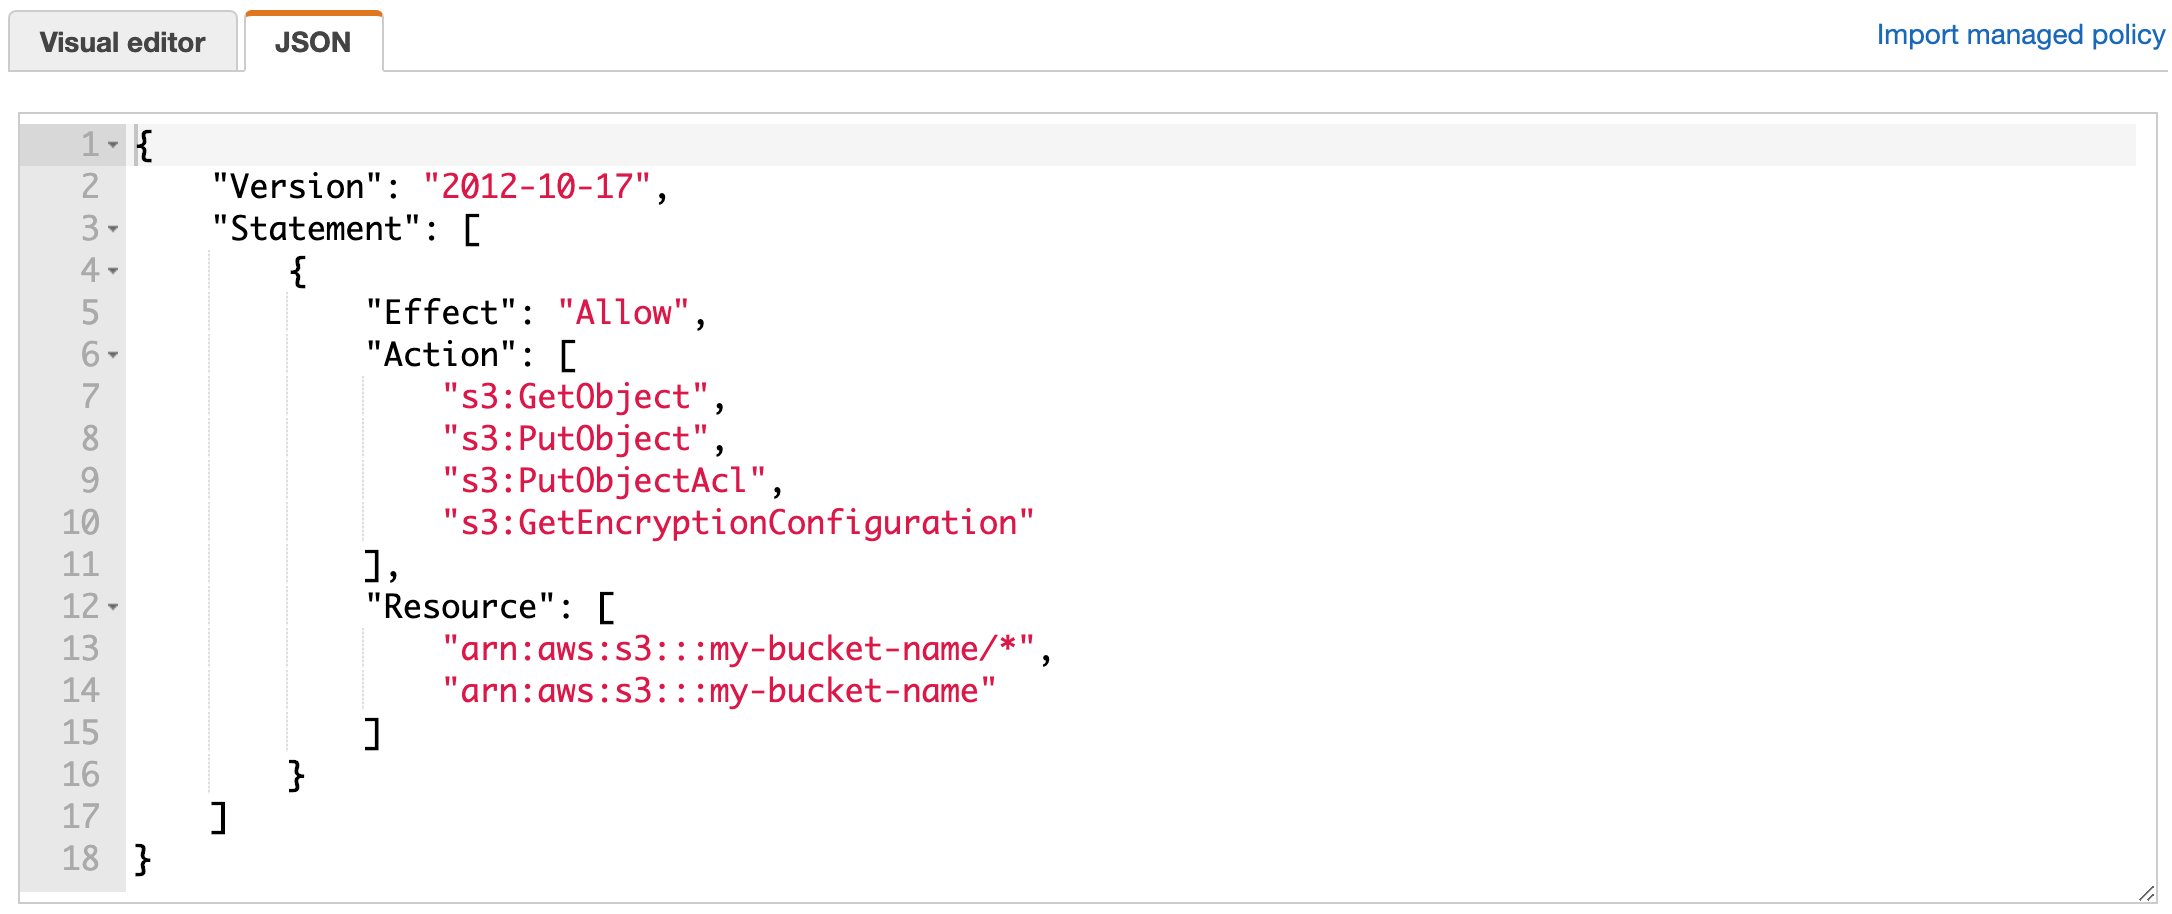 Visual editor JSON Import managed policy
1 {
2 "Version": "2012-10-17",
3 "Statement": [
4 {
5 "Effect": "Allow",
6 "Action": [
7 "s3:GetObject",
8 "s3:PutObject",
9 "s3:PutObjectAcl",
10 "s3:GetEncryptionConfiguration"
11 ],
12 "Resource": [
13 "arn:aws:s3:::my-bucket-name/*",
14 "arn:aws:s3:::my-bucket-name"
15 ]
16 }
17 ]
18 }